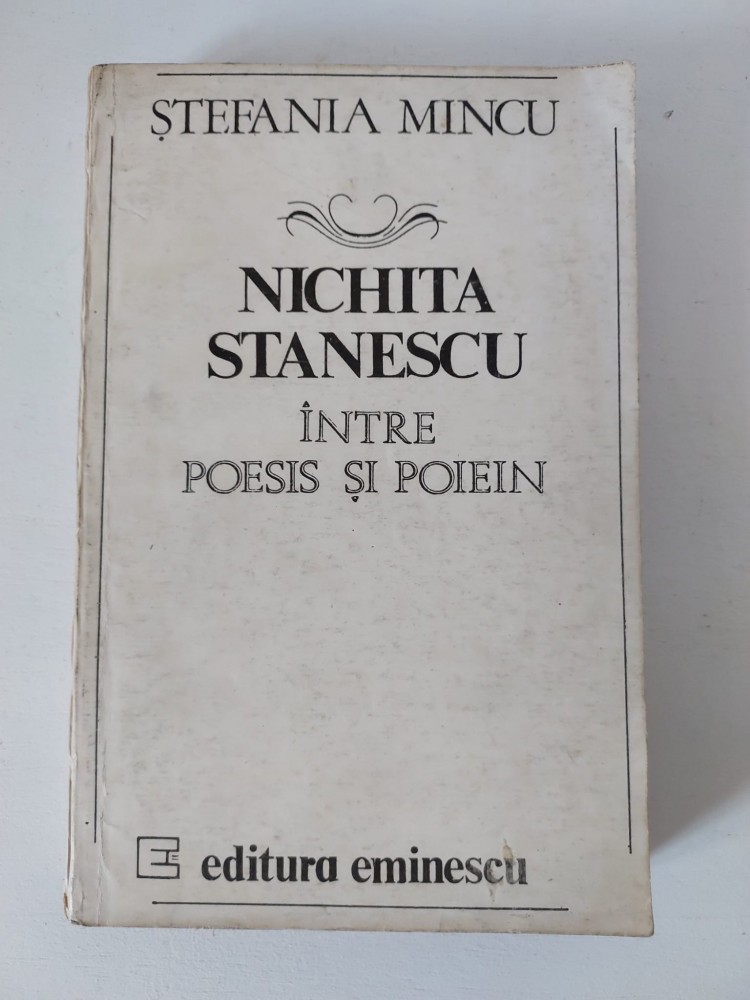 ȘTEFANIA MINCU
NICHITA
STANESCU
ÎNTRE
POESIS ȘI POIEIN
E editura eminescu